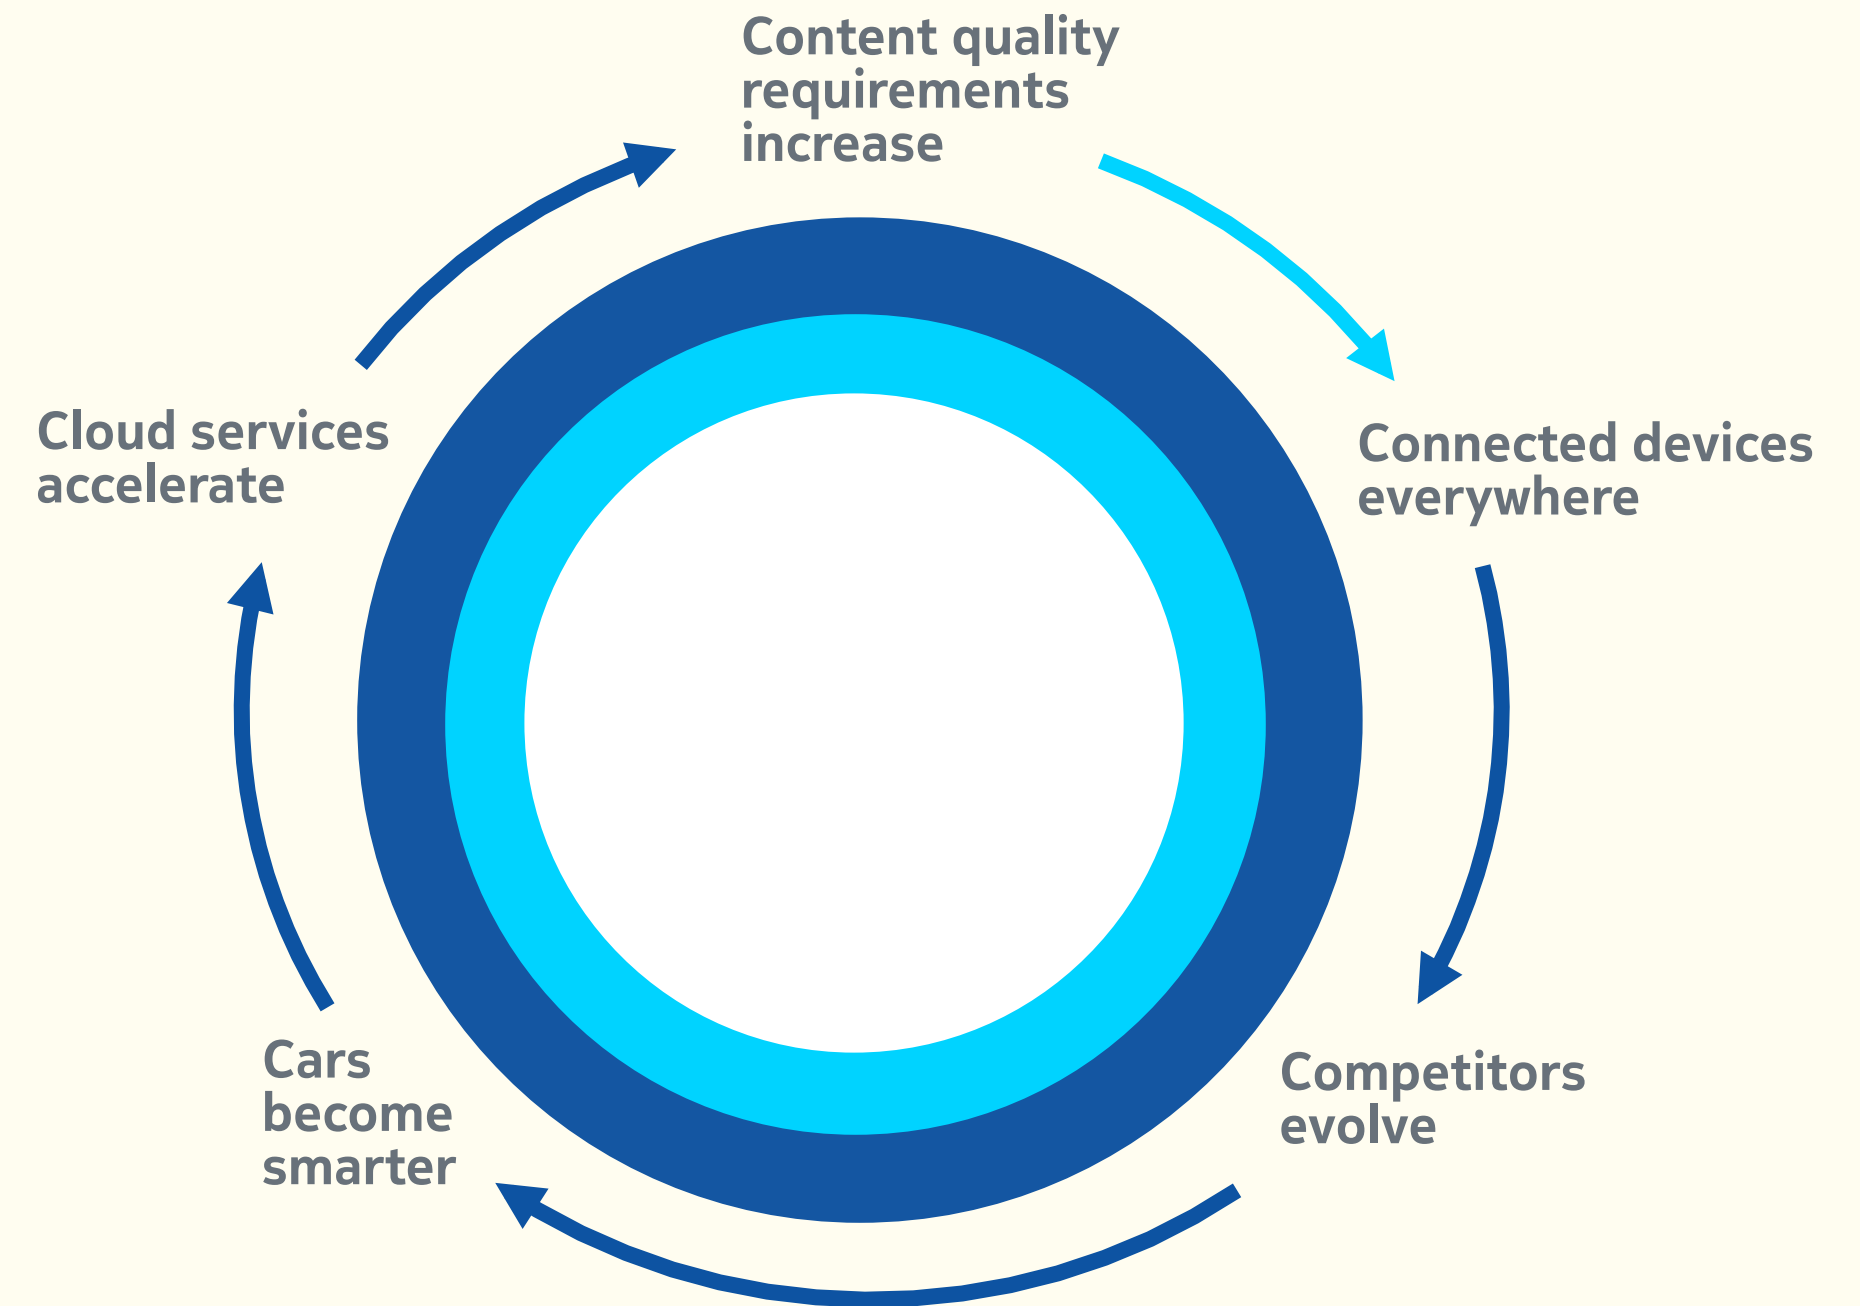 Content quality
requirements
increase
Connected devices
everywhere
Competitors
evolve
Cars
become
smarter
Cloud services
accelerate